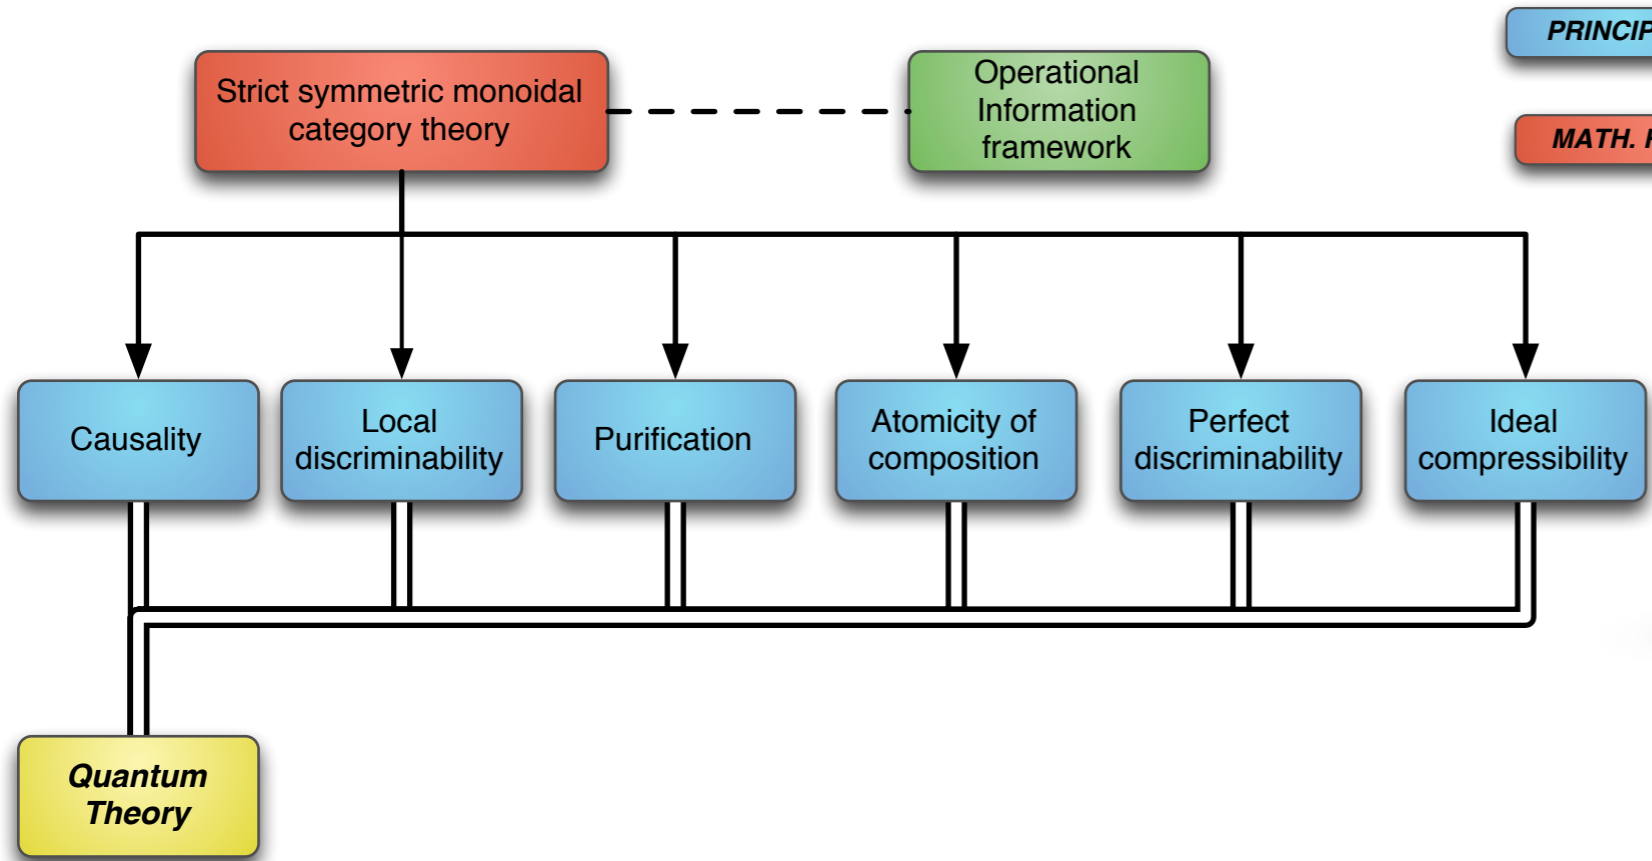 Strict symmetric monoidal
category theory
Operational
Information
framework
MATH.
Causality
Local
discriminability
Purification
Atomicity of
composition
Perfect
discriminability
Ideal
compressibility
Quantum
Theory